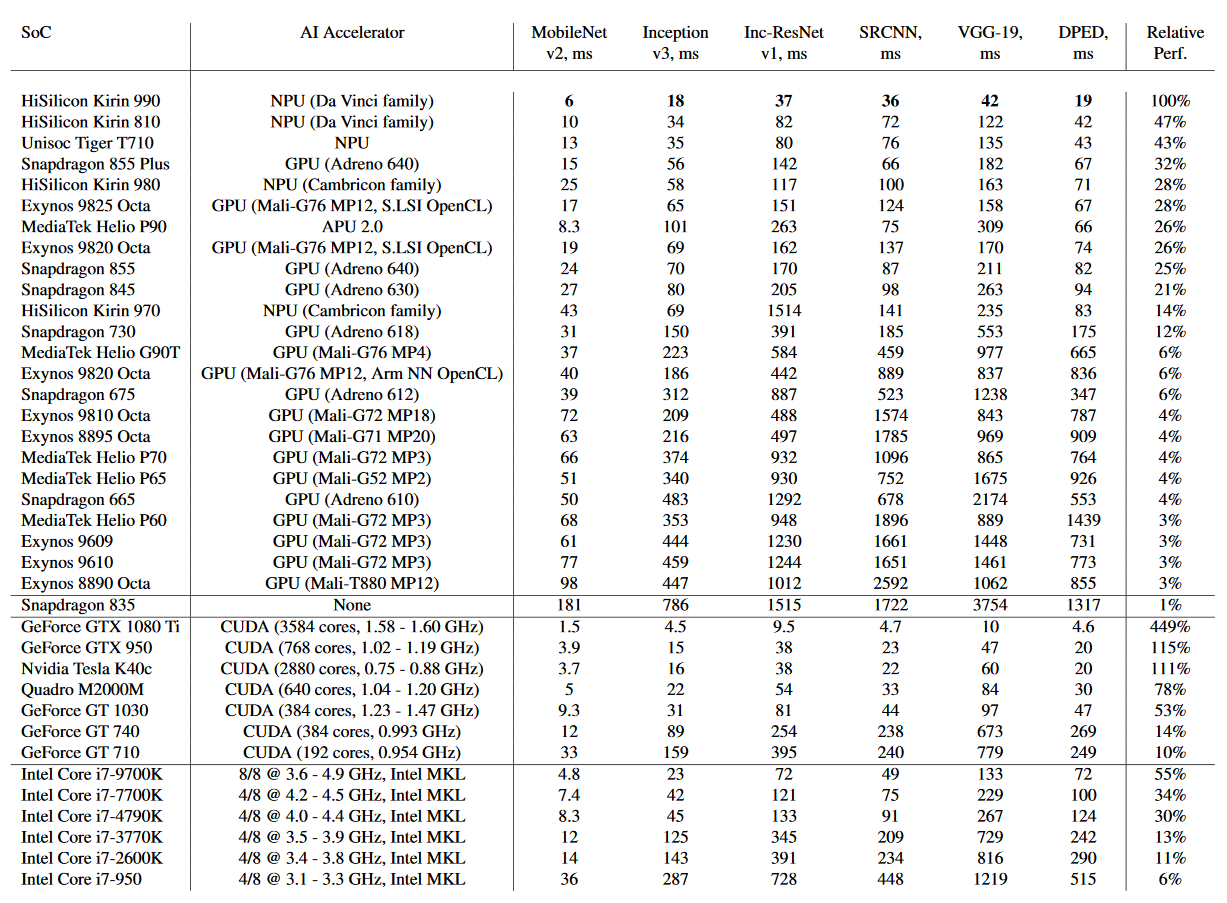 SoC AI Accelerator MobileNet Inception Inc-ResNet SRCNN, VGG-19, DPED, Relative
v2, ms v3, ms v1, ms ms ms ms Perf.
HiSilicon Kirin 990 NPU (Da Vinci family) 6 18 37 36 42 19 100%
HiSilicon Kirin 810 NPU (Da Vinci family) 10 34 82 72 122 42 47%
Unisoc Tiger T710 NPU 13 35 80 76 135 43 43%
Snapdragon 855 Plus GPU (Adreno 640) 15 56 142 66 182 67 32%
HiSilicon Kirin 980 NPU (Cambricon family) 25 58 117 100 163 71 28%
Exynos 9825 Octa GPU (Mali-G76 MP12, S.LSI OpenCL) 17 65 151 124 158 67 28%
MediaTek Helio P90 APU 2.0 8.3 101 263 75 309 66 26%
Exynos 9820 Octa GPU (Mali-G76 MP12, S.LSI OpenCL) 19 69 162 137 170 74 26%
Snapdragon 855 GPU (Adreno 640) 24 70 170 87 211 82 25%
Snapdragon 845 GPU (Adreno 630) 27 80 205 98 263 94 21%
HiSilicon Kirin 970 NPU (Cambricon family) 43 69 1514 141 235 83 14%
Snapdragon 730 GPU (Adreno 618) 31 150 391 185 553 175 12%
MediaTek Helio G90T GPU (Mali-G76 MP4) 37 223 584 459 977 665 6%
Exynos 9820 Octa GPU (Mali-G76 MP12, Arm NN OpenCL) 40 186 442 889 837 836 6%
Snapdragon 675 GPU (Adreno 612) 39 312 887 523 1238 347 6%
Exynos 9810 Octa GPU (Mali-G72 MP18) 72 209 488 1574 843 787 4%
Exynos 8895 Octa GPU (Mali-G71 MP20) 63 216 497 1785 969 909 4%
MediaTek Helio P70 GPU (Mali-G72 MP3) 66 374 932 1096 865 764 4%
MediaTek Helio P65 GPU (Mali-G52 MP2) 51 340 930 752 1675 926 4%
Snapdragon 665 GPU (Adreno 610) 50 483 1292 678 2174 553 4%
MediaTek Helio P60 GPU (Mali-G72 MP3) 68 353 948 1896 889 1439 3%
Exynos 9609 GPU (Mali-G72 MP3) 61 444 1230 1661 1448 731 3%
Exynos 9610 GPU (Mali-G72 MP3) 77 459 1244 1651 1461 773 3%
Exynos 8890 Octa GPU (Mali-T880 MP12) 98 447 1012 2592 1062 855 3%
Snapdragon 835 None 181 786 1515 1722 3754 1317 1%
GeForce GTX 1080 Ti CUDA (3584 cores, 1.58 - 1.60 GHz) 1.5 4.5 9.5 4.7 10 4.6 449%
GeForce GTX 950 CUDA (768 cores, 1.02 - 1.19 GHz) 3.9 15 38 23 47 20 115%
Nvidia Tesla K40c CUDA (2880 cores, 0.75 - 0.88 GHz) 3.7 16 38 22 60 20 111%
Quadro M2000M CUDA (640 cores, 1.04 - 1.20 GHz) 5 22 54 33 84 30 78%
GeForce GT 1030 CUDA (384 cores, 1.23 - 1.47 GHz) 9.3 31 81 44 97 47 53%
GeForce GT 740 CUDA (384 cores, 0.993 GHz) 12 89 254 238 673 269 14%
GeForce GT 710 CUDA (192 cores, 0.954 GHz) 33 159 395 240 779 249 10%
Intel Core i7-9700K 8/8 @ 3.6 - 4.9 GHz, Intel MKL 4.8 23 72 49 133 72 55%
Intel Core i7-7700K 4/8 @ 4.2 - 4.5 GHz, Intel MKL 7.4 42 121 75 229 100 34%
Intel Core i7-4790K 4/8 @ 4.0 - 4.4 GHz, Intel MKL 8.3 45 133 91 267 124 30%
Intel Core i7-3770K 4/8 @ 3.5 - 3.9 GHz, Intel MKL 12 125 345 209 729 242 13%
Intel Core i7-2600K 4/8 @ 3.4 - 3.8 GHz, Intel MKL 14 143 391 234 816 290 11%
Intel Core i7-950 4/8 @ 3.1 - 3.3 GHz, Intel MKL 36 287 728 448 1219 515 6%